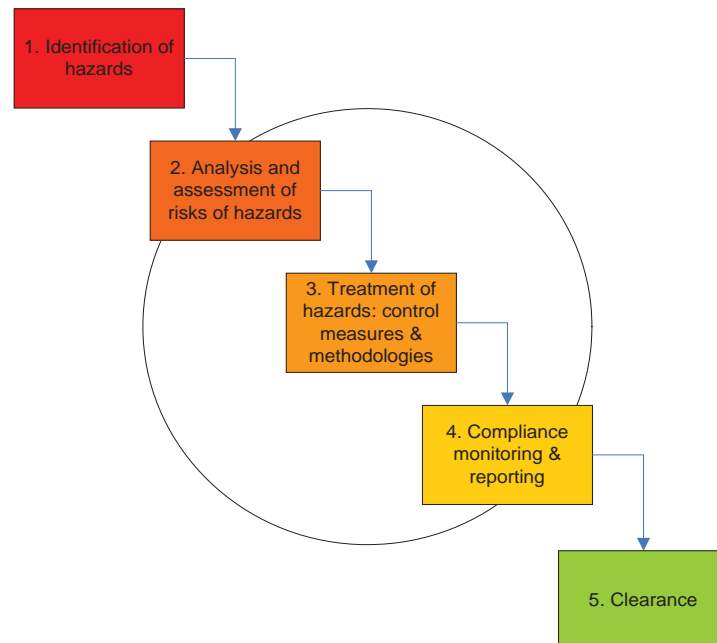 1. Identification of
hazards
2. Analysis and
assessment of
risks of hazards
3. Treatment of
hazards: control
measures &
methodologies
4. Compliance
monitoring &
reporting
5. Clearance